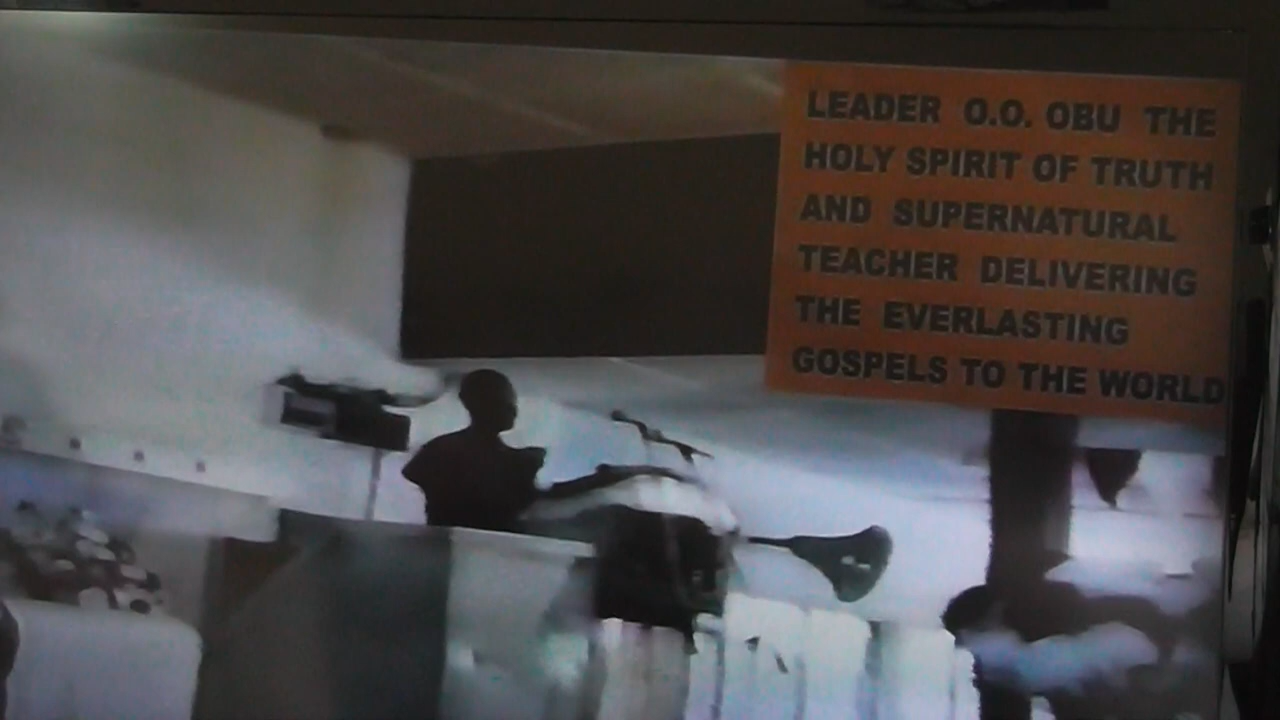 LEADER O.O. OBU THE
HOLY SPIRIT OF TRUTH
AND SUPERNATURAL
TEACHER DELIVERING
THE EVERLASTING
GOSPELS TO THE WORLD